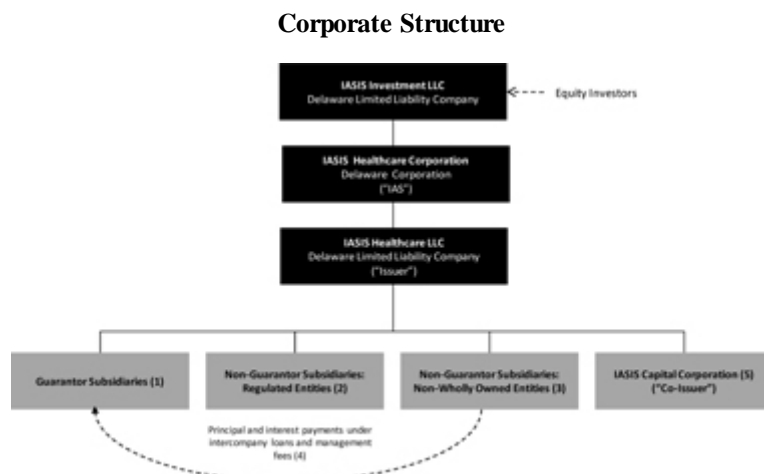 Corporate Structure
IASIS Investment LLC
Delaware Limited Liability Company
Equity Investors
IASIS Healthcare Corporation
Delaware Corporation
("IAS")
IASIS Healthcare LLC
Delaware Limited Liability Company
("Issuer")
Guarantor Subsidiaries (1)
Non-Guarantor Subsidiaries:
Regulated Entities (2)
Non-Guarantor Subsidiaries:
Non-Wholly Owned Entities (3)
IASIS Capital Corporation (5)
("Co-Issuer")
Principal and interest payments under
intercompany loans and management
fees (4)